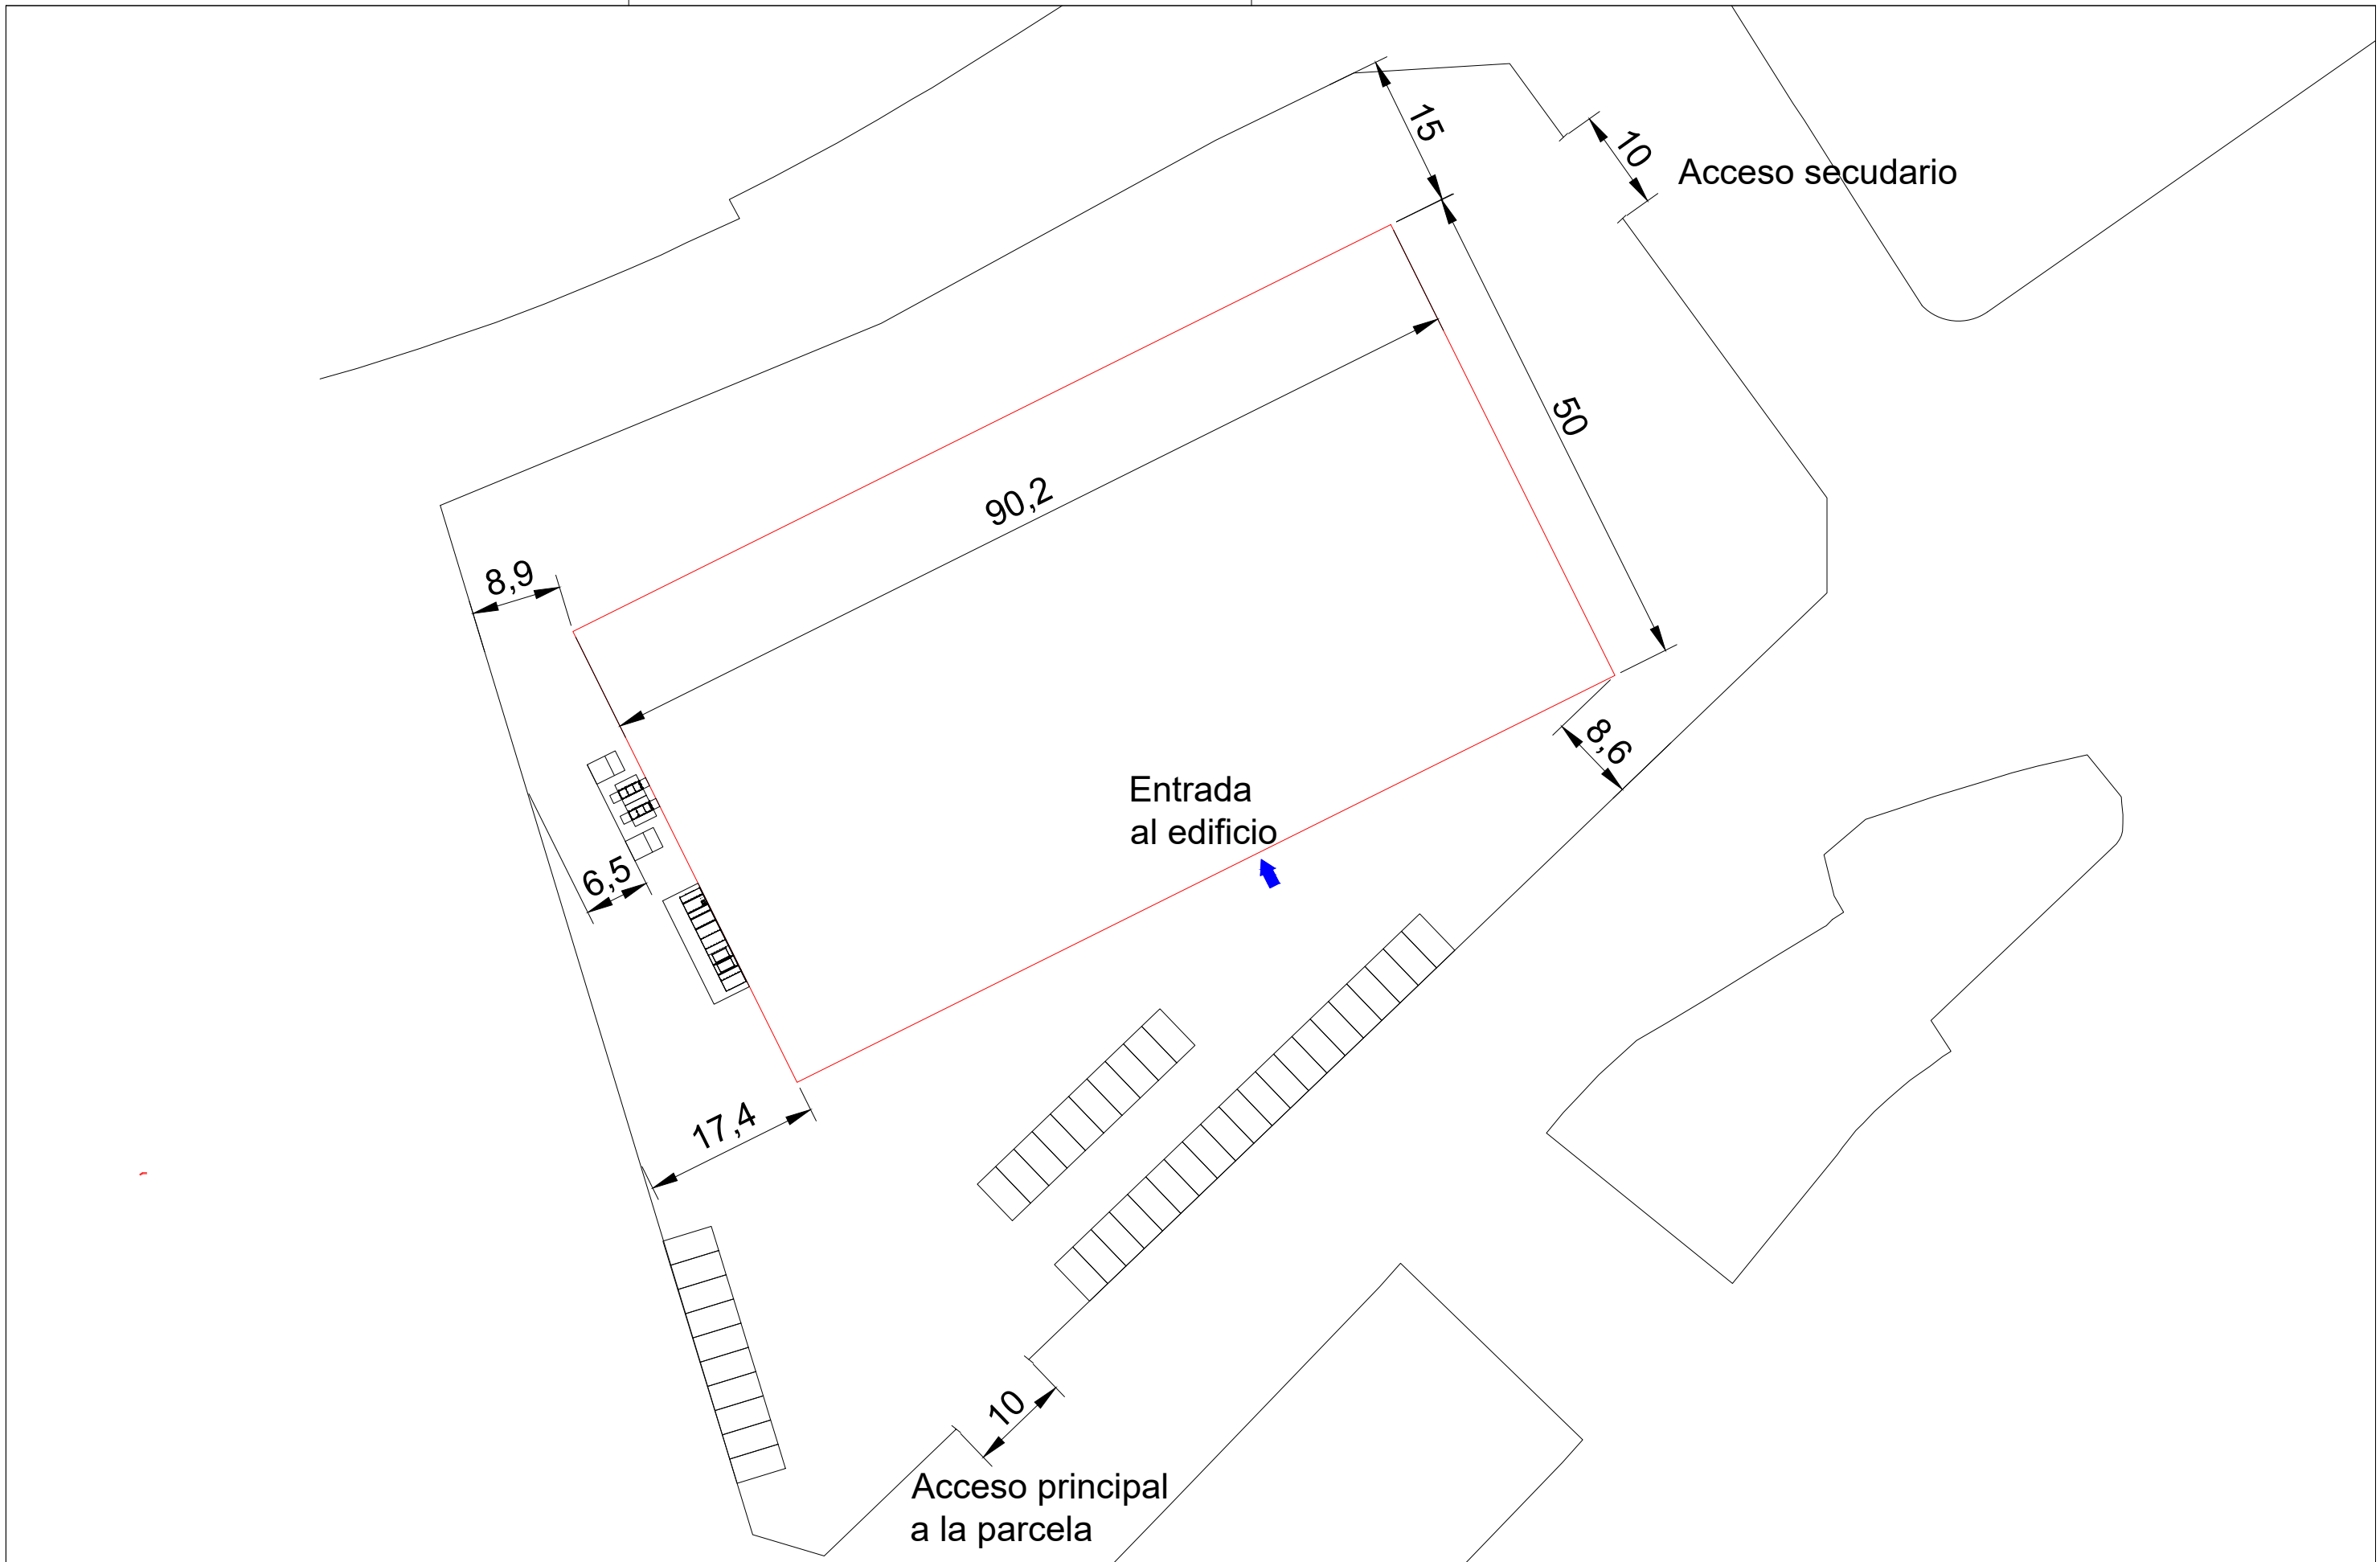 15
10
Acceso secudario
50
90,2
8,9
8,6
Entrada
al edificio
6,5
17,4
10
Acceso principal
a la parcela